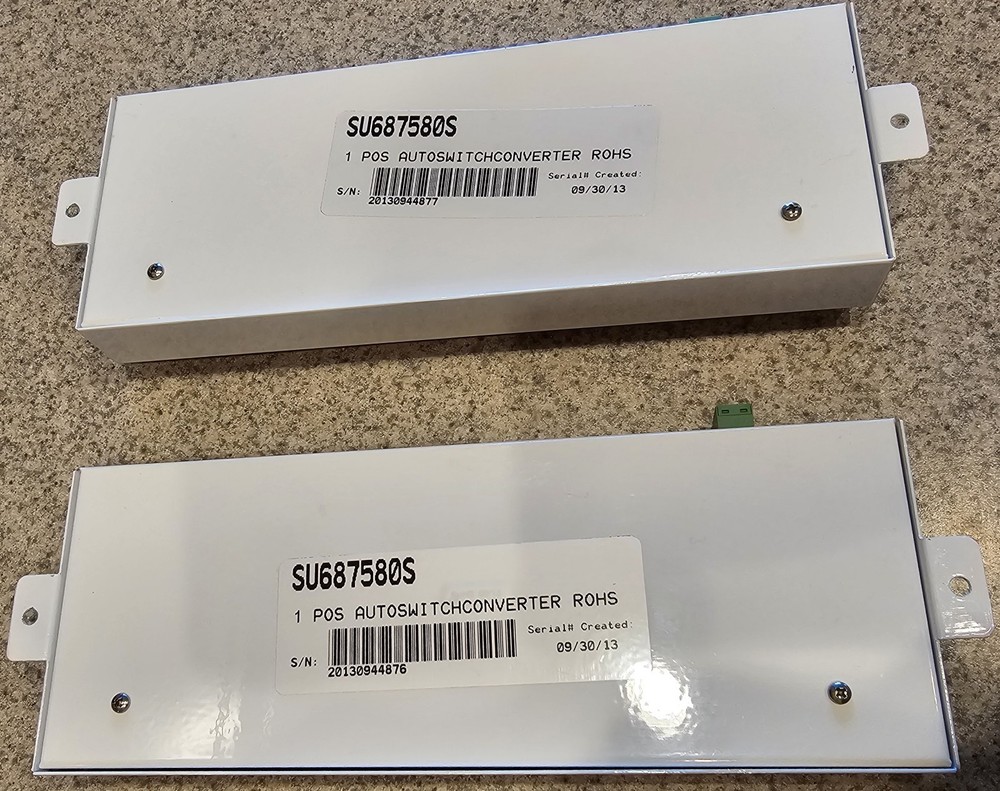 SU687580S
1 POS AUTOSWITCHCONVERTER ROHS
Serial# Created:
S/N:
09/30/13
20130944877
SU687580S
1 POS AUTOSWITCHCONVERTER ROHS
Serial# Created:
09/30/13
S/N:
20130944876